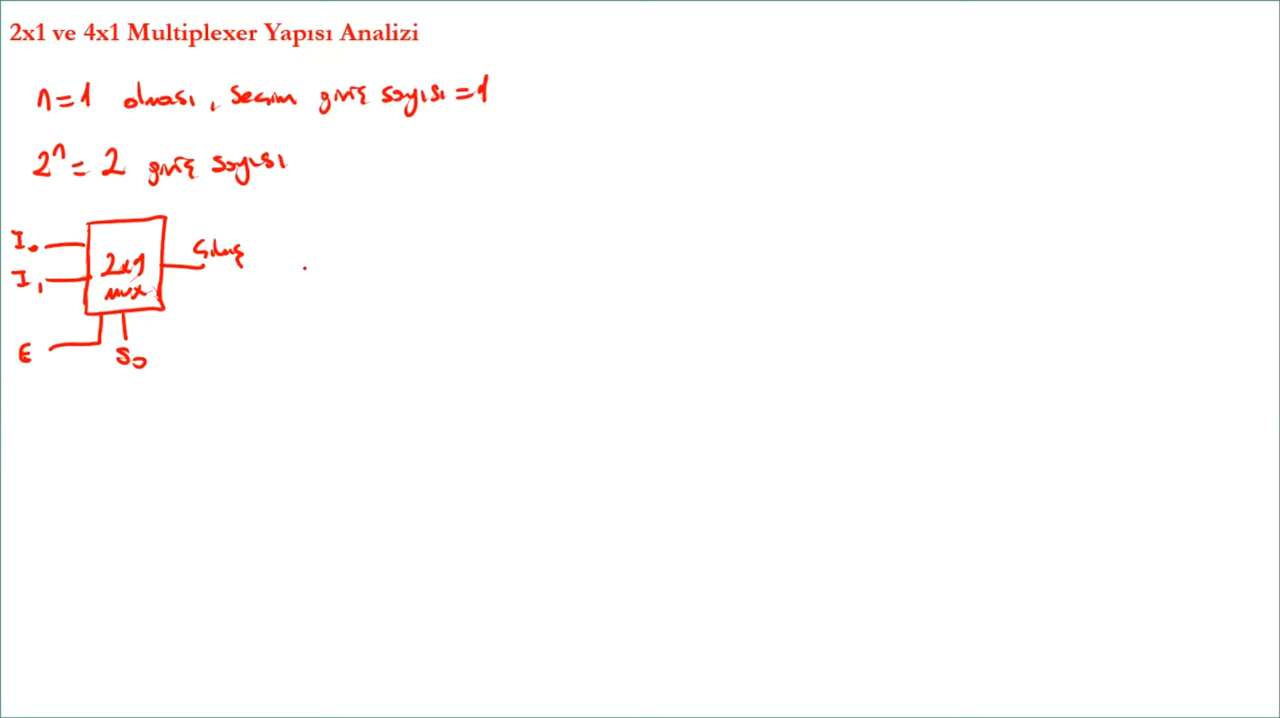 2x1 ve 4x1 Multiplexer Yapısı Analizi
n=1 olması, Seçim giriş sayısı=1
2ⁿ = 2 giriş sayısı
I₀
Çıkış
2x1
I₁
mux
E
S₀